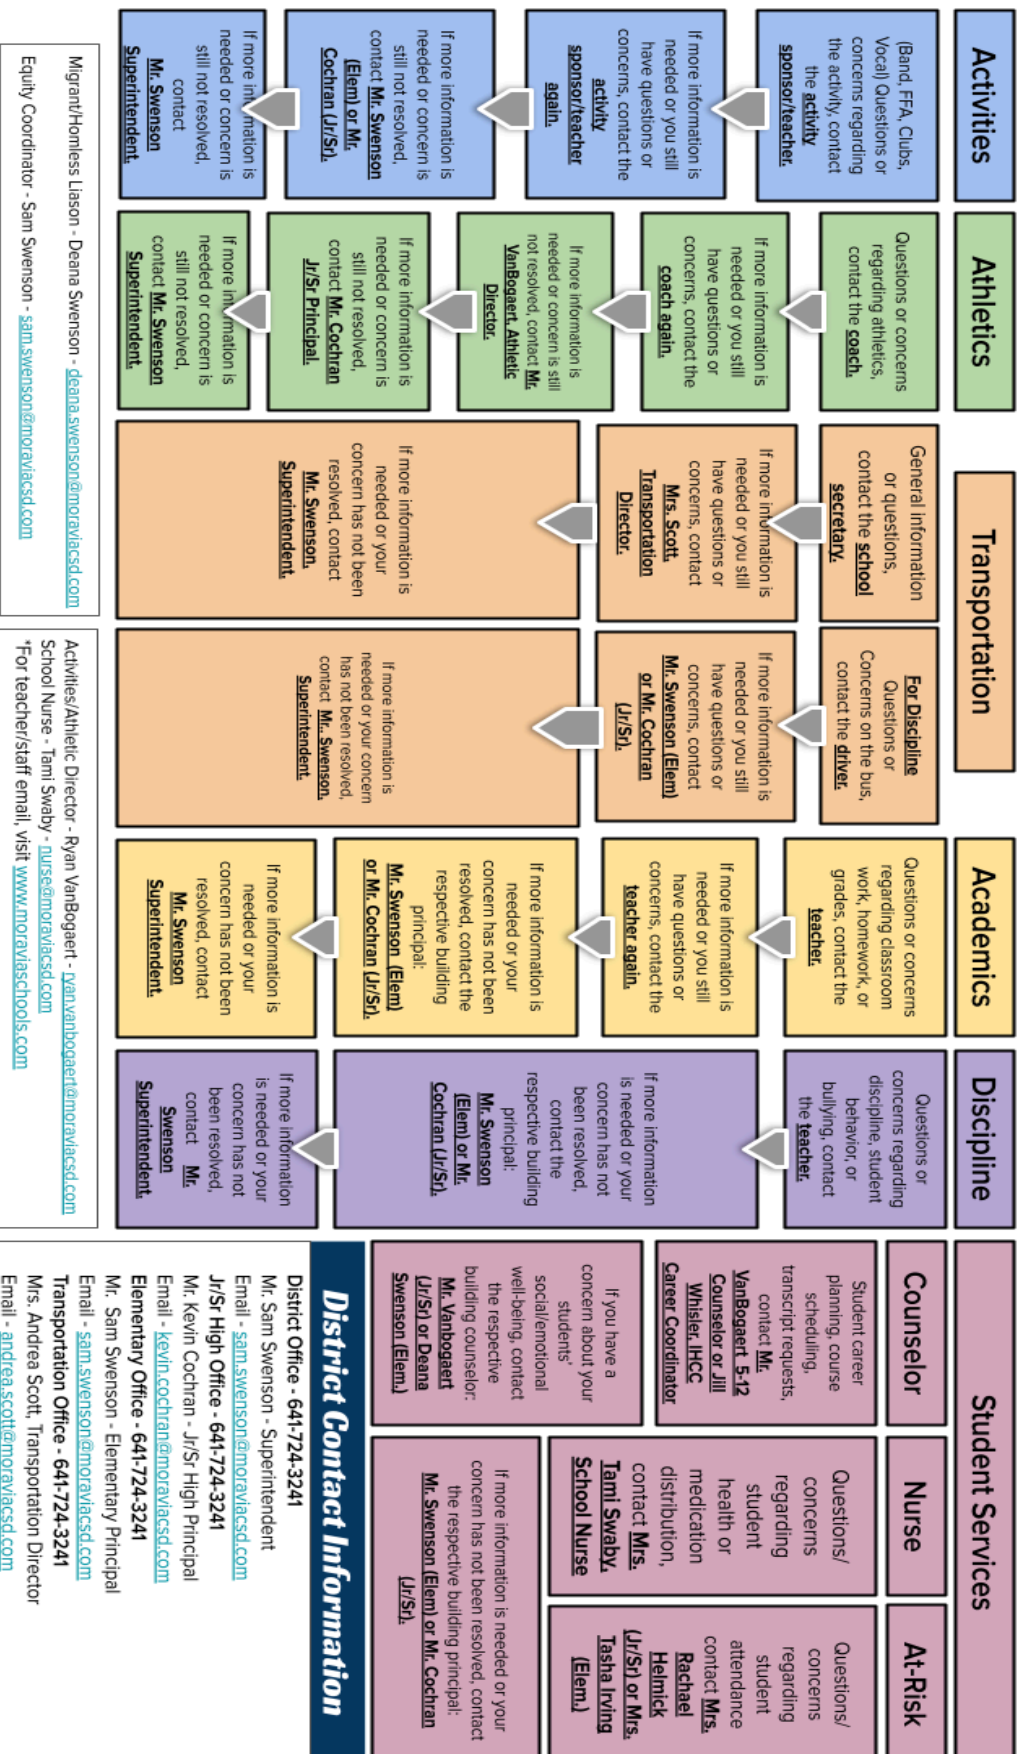 Activities
(Band, FFA, Clubs,
Vocal) Questions or
concerns regarding
the activity, contact
the activity
sponsor/teacher.
If more information is
needed or you still
have questions or
concerns, contact the
activity
sponsor/teacher
again.
If more information is
needed or concern is
still not resolved,
contact Mr. Swenson
(Elem) or Mr.
Cochran (Jr/Sr).
If more information is
needed or concern is
still not resolved,
contact
Mr. Swenson
Superintendent.
Athletics
Questions or concerns
regarding athletics,
contact the coach.
If more information is
needed or you still
have questions or
concerns, contact the
coach again.
If more information is
needed or concern is still
not resolved, contact Mr.
VanBogaert, Athletic
Director.
If more information is
needed or concern is
still not resolved,
contact Mr. Cochran
Jr/Sr Principal.
If more information is
needed or concern is
still not resolved,
contact Mr. Swenson
Superintendent.
Transportation
General information
or questions,
contact the school
secretary.
If more information is
needed or you still
have questions or
concerns, contact
Mrs. Scott,
Transportation
Director.
If more information is
needed or your
concern has not been
resolved, contact
Mr. Swenson,
Superintendent.
For Discipline
Questions or
Concerns on the bus,
contact the driver.
If more information is
needed or you still
have questions or
concerns, contact
Mr. Swenson (Elem)
or Mr. Cochran
(Jr/Sr).
If more information is
needed or your concern
has not been resolved,
contact Mr. Swenson,
Superintendent.
Academics
Questions or concerns
regarding classroom
work, homework, or
grades, contact the
teacher.
If more information is
needed or you still
have questions or
concerns, contact the
teacher again.
If more information is
needed or your
concern has not been
resolved, contact the
respective building
principal:
Mr. Swenson (Elem)
or Mr. Cochran (Jr/Sr).
If more information is
needed or your
concern has not been
resolved, contact
Mr. Swenson
Superintendent.
Discipline
Questions or
concerns regarding
discipline, student
behavior, or
bullying, contact
the teacher.
If more information
is needed or your
concern has not
been resolved,
contact the
respective building
principal:
Mr. Swenson
(Elem) or Mr.
Cochran (Jr/Sr).
If more information
is needed or your
concern has not
been resolved,
contact Mr.
Swenson
Superintendent.
Student Services
Counselor
Student career
planning, course
scheduling,
transcript requests,
contact Mr.
VanBogaert 5-12
Counselor or Jill
Whisler, IHCC
Career Coordinator
If you have a
concern about your
students'
social/emotional
well-being, contact
the respective
building counselor:
Mr. Vanbogaert
(Jr/Sr) or Deana
Swenson (Elem.)
Nurse
Questions/
concerns
regarding
student
health or
medication
distribution,
contact Mrs.
Tami Swaby,
School Nurse
At-Risk
Questions/
concerns
regarding
student
attendance
contact Mrs.
Rachael
Helmick
(Jr/Sr) or Mrs.
Tasha Irving
(Elem.)
If more information is needed or your
concern has not been resolved, contact
the respective building principal:
Mr. Swenson (Elem) or Mr. Cochran
(Jr/Sr).
District Contact Information
District Office - 641-724-3241
Mr. Sam Swenson - Superintendent
Email - sam.swenson@moraviacsd.com
Jr/Sr High Office - 641-724-3241
Mr. Kevin Cochran - Jr/Sr High Principal
Email - kevin.cochran@moraviacsd.com
Elementary Office - 641-724-3241
Mr. Sam Swenson - Elementary Principal
Email - sam.swenson@moraviacsd.com
Transportation Office - 641-724-3241
Mrs. Andrea Scott, Transportation Director
Email - andrea.scott@moraviacsd.com
Migrant/Homless Liason - Deana Swenson - deana.swenson@moraviacsd.com
Equity Coordinator - Sam Swenson - sam.swenson@moraviacsd.com
Activities/Athletic Director - Ryan VanBogaert - ryan.vanbogaert@moraviacsd.com
School Nurse - Tami Swaby - nurse@moraviacsd.com
*For teacher/staff email, visit www.moraviaschools.com